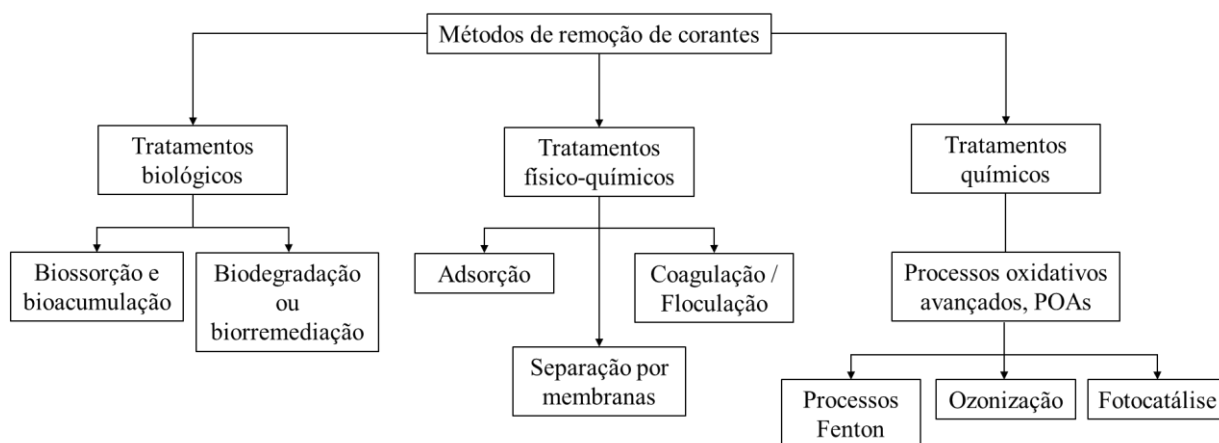 Métodos de remoção de corantes
Tratamentos
biológicos
Tratamentos
físico-químicos
Tratamentos
químicos
Biossorção e
bioacumulação
Biodegradação
ou
biorremediação
Adsorção
Coagulação /
Floculação
Separação por
membranas
Processos oxidativos
avançados, POAs
Processos
Fenton
Ozonização
Fotocatálise